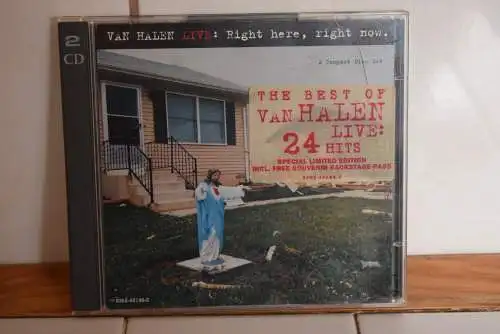 2
CD
VAN HALEN LIVE: Right here, right now.
2 Compact Disc Set
THE BEST OF
VAN HALEN
LIVE:
24 HITS
SPECIAL LIMITED EDITION
INCL. FREE SOUVENIR BACKSTAGE-PASS